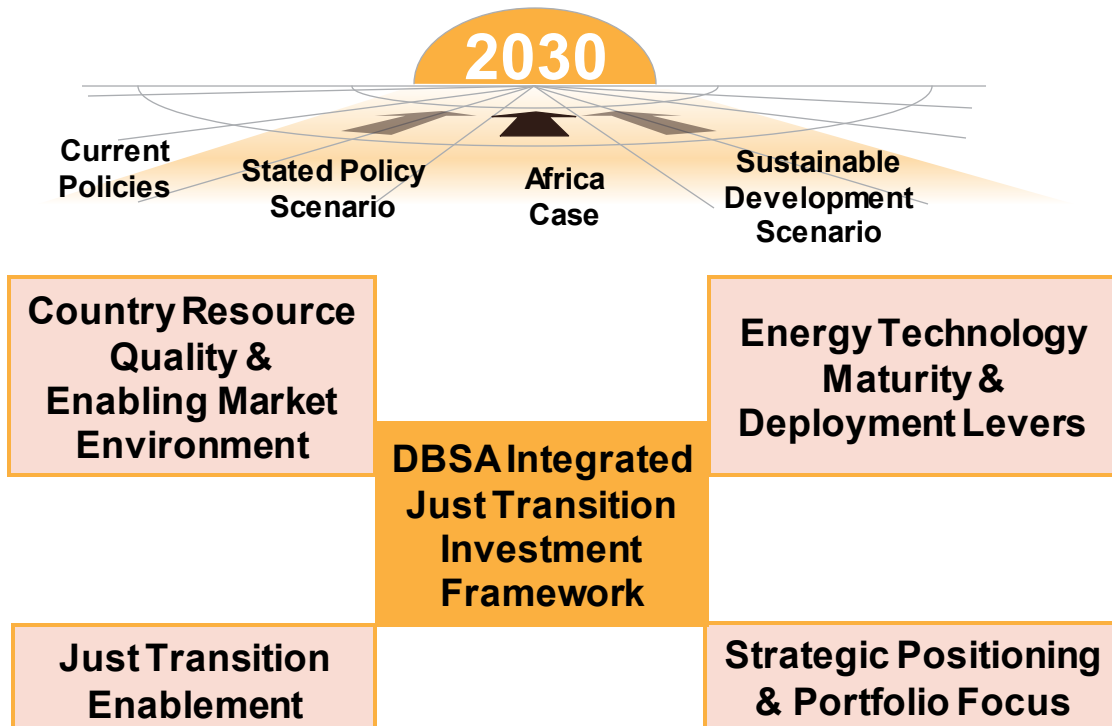 2030
Current
Policies
Stated Policy
Scenario
Africa
Case
Sustainable
Development
Scenario
Country Resource
Quality &
Enabling Market
Environment
Energy Technology
Maturity &
Deployment Levers
DBSA Integrated
Just Transition
Investment
Framework
Just Transition
Enablement
Strategic Positioning
& Portfolio Focus